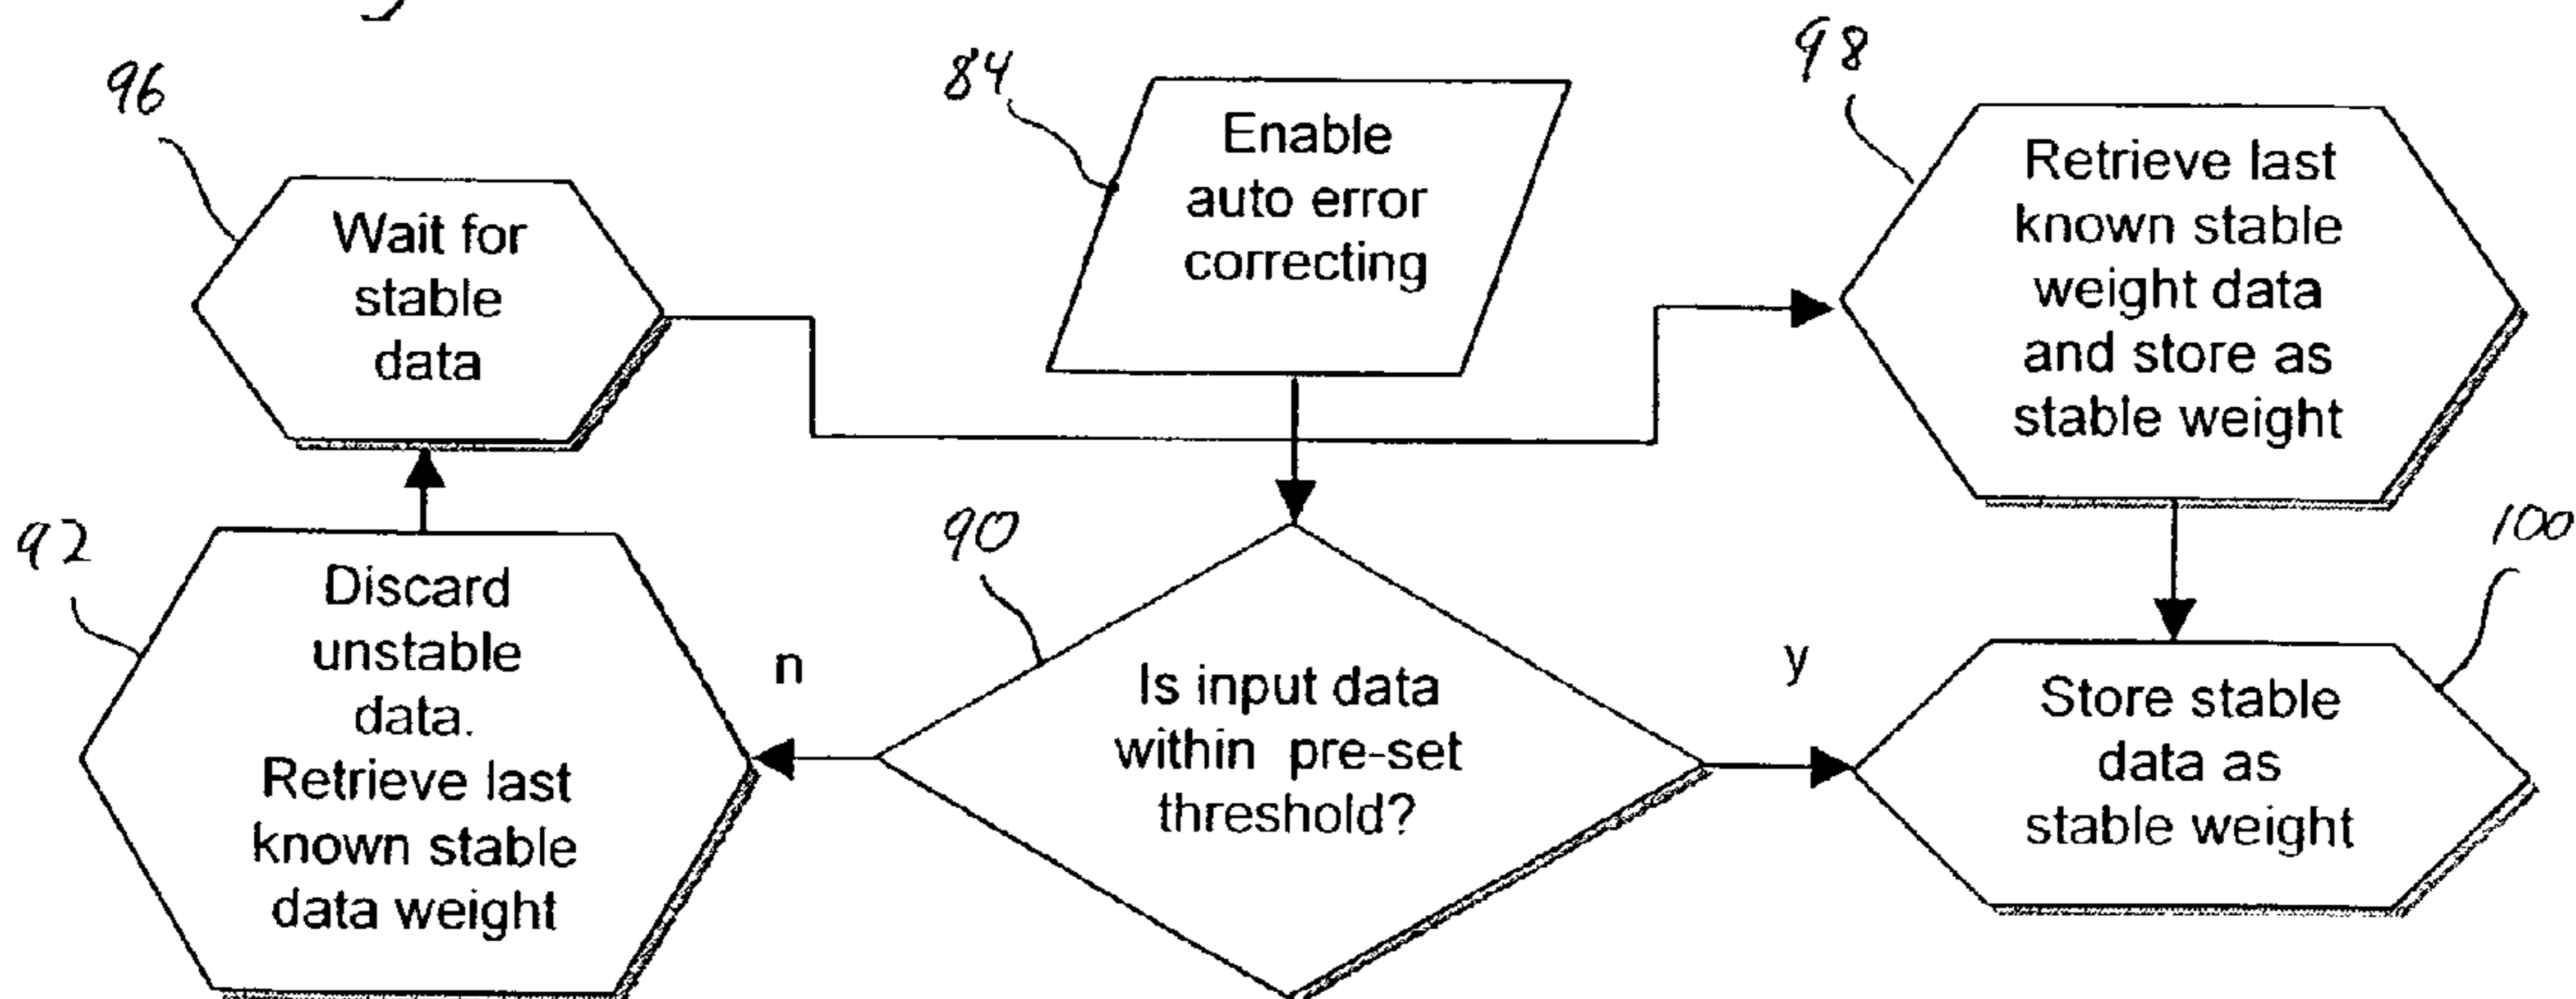 96
Wait for
stable
data
84
Enable
auto error
correcting
98
Retrieve last
known stable
weight data
and store as
stable weight
92
Discard
unstable
data.
Retrieve last
known stable
data weight
n
90
Is input data
within pre-set
threshold?
y
100
Store stable
data as
stable weight